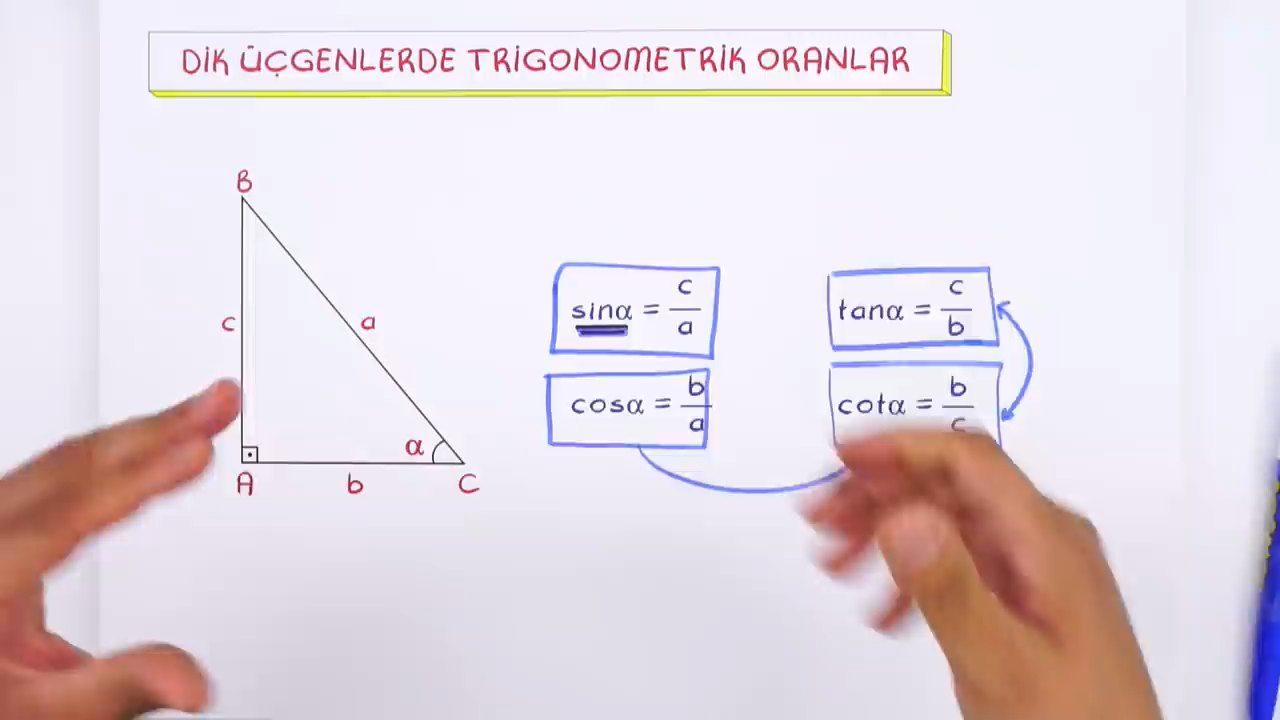 DİK ÜÇGENLERDE TRİGONOMETRİK ORANLAR
B
c
a
α
A
b
C
sinα = c/a
cosα = b/a
tanα = c/b
cotα = b/c